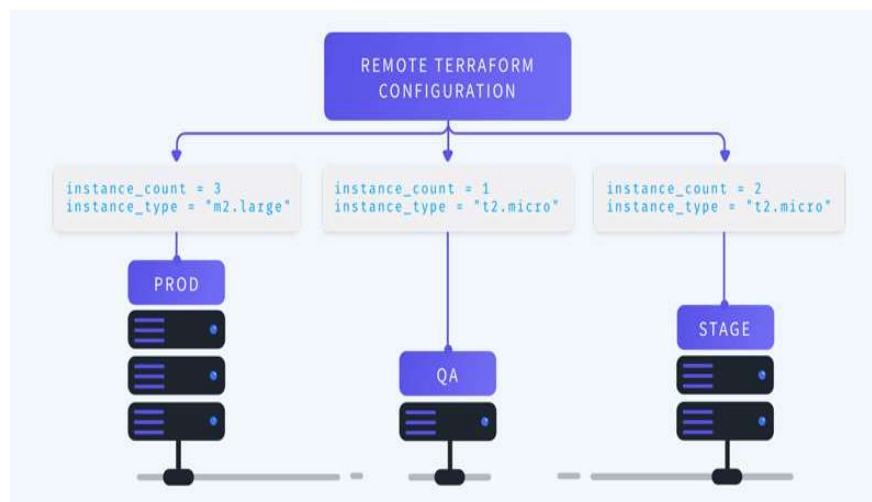 REMOTE TERRAFORM
CONFIGURATION
instance_count = 3
instance_type = "m2.large"
instance_count = 1
instance_type = "t2.micro"
instance_count = 2
instance_type = "t2.micro"
PROD
STAGE
QA